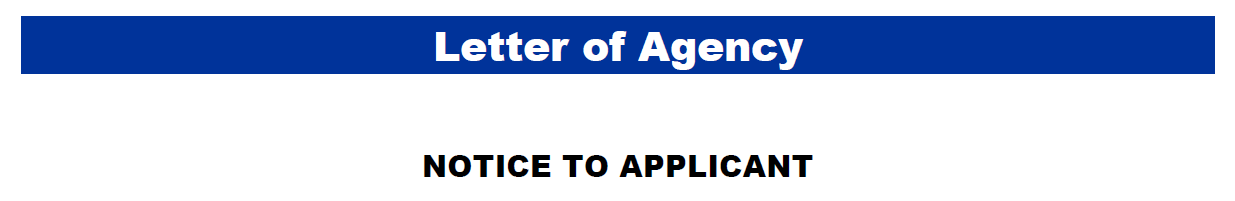 Letter of Agency
NOTICE TO APPLICANT